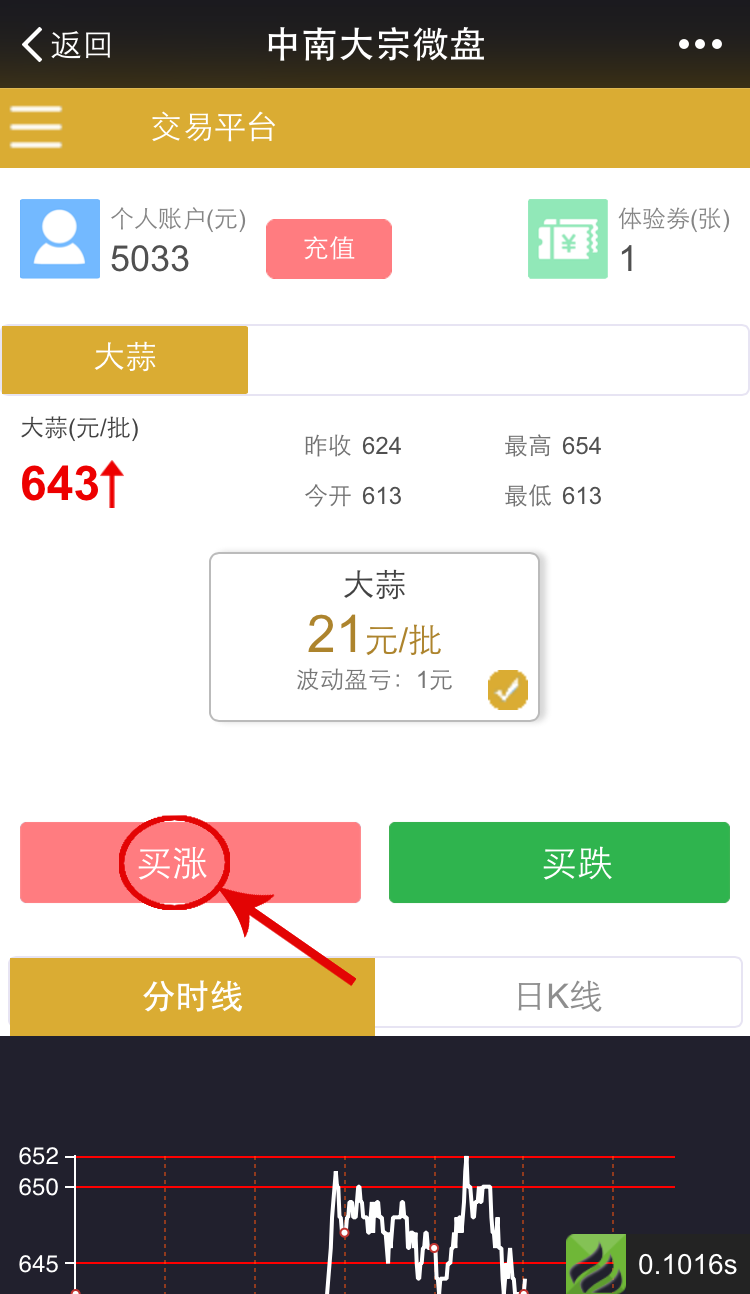 返回 中南大宗微盘
交易平台
个人账户(元) 充值 体验券(张)
5033 1
大蒜
大蒜(元/批) 昨收 624 最高 654
643 今开 613 最低 613
大蒜
21元/批
波动盈亏：1元
买涨 买跌
分时线 日K线
652
650
645
0.1016s